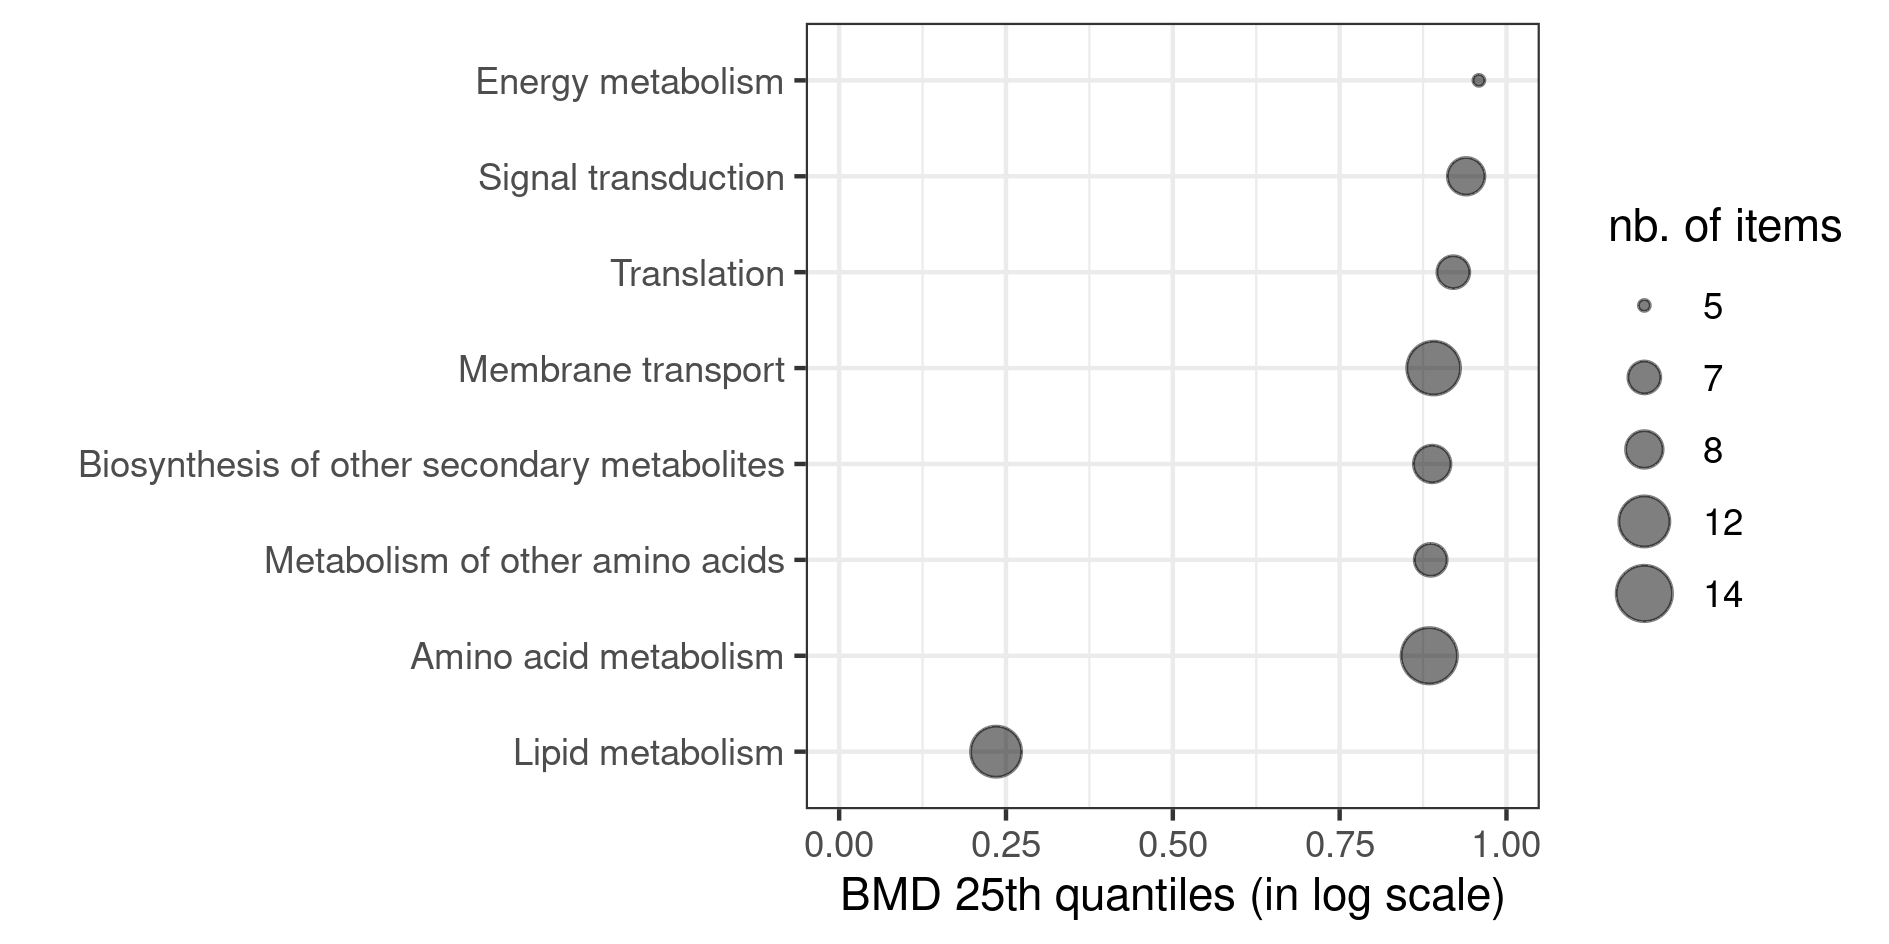 Energy metabolism
Signal transduction
Translation
Membrane transport
Biosynthesis of other secondary metabolites
Metabolism of other amino acids
Amino acid metabolism
Lipid metabolism
0.00 0.25 0.50 0.75 1.00
BMD 25th quantiles (in log scale)
nb. of items
5
7
8
12
14